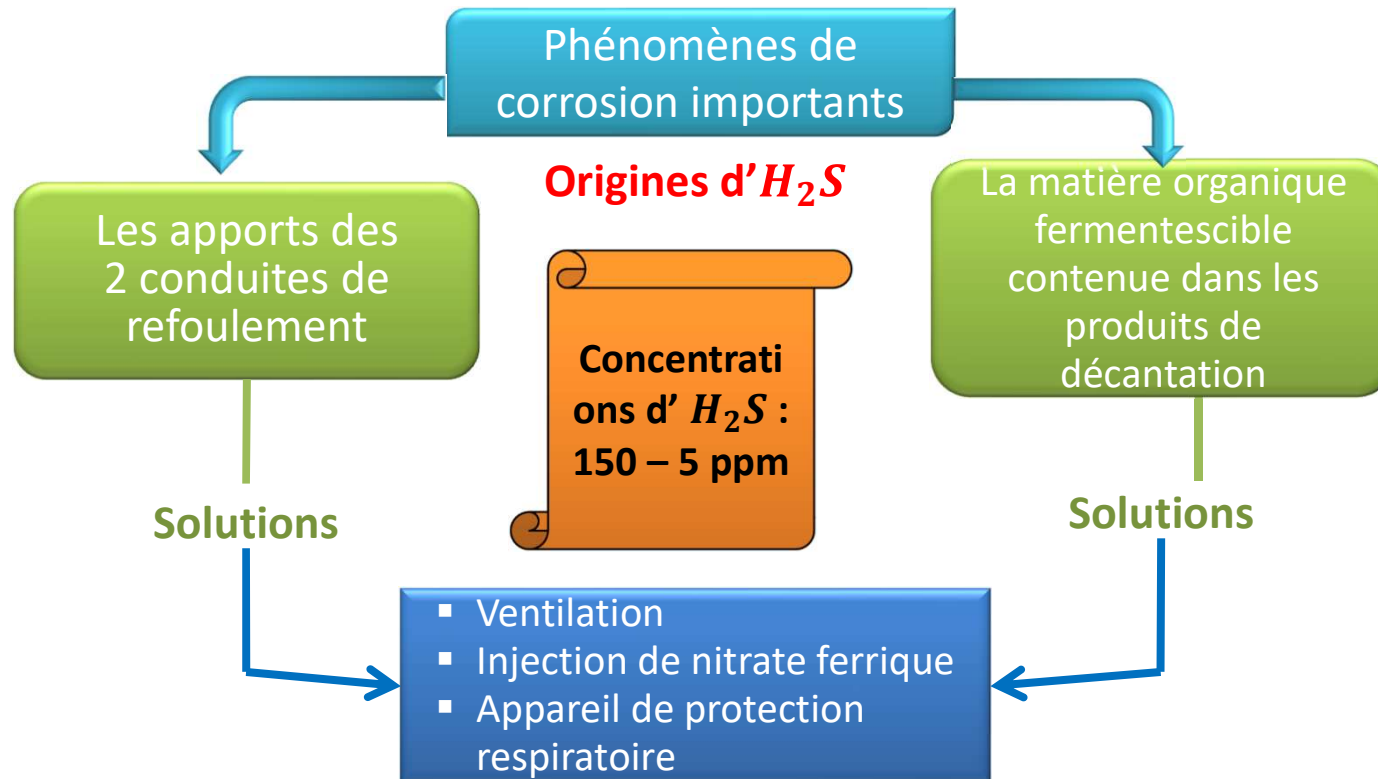 Phénomènes de
corrosion importants
Origines d'H₂S
Les apports des
2 conduites de
refoulement
La matière organique
fermentescible
contenue dans les
produits de
décantation
Concentrati
ons d' H₂S :
150 – 5 ppm
Solutions
Solutions
▪ Ventilation
▪ Injection de nitrate ferrique
▪ Appareil de protection
respiratoire